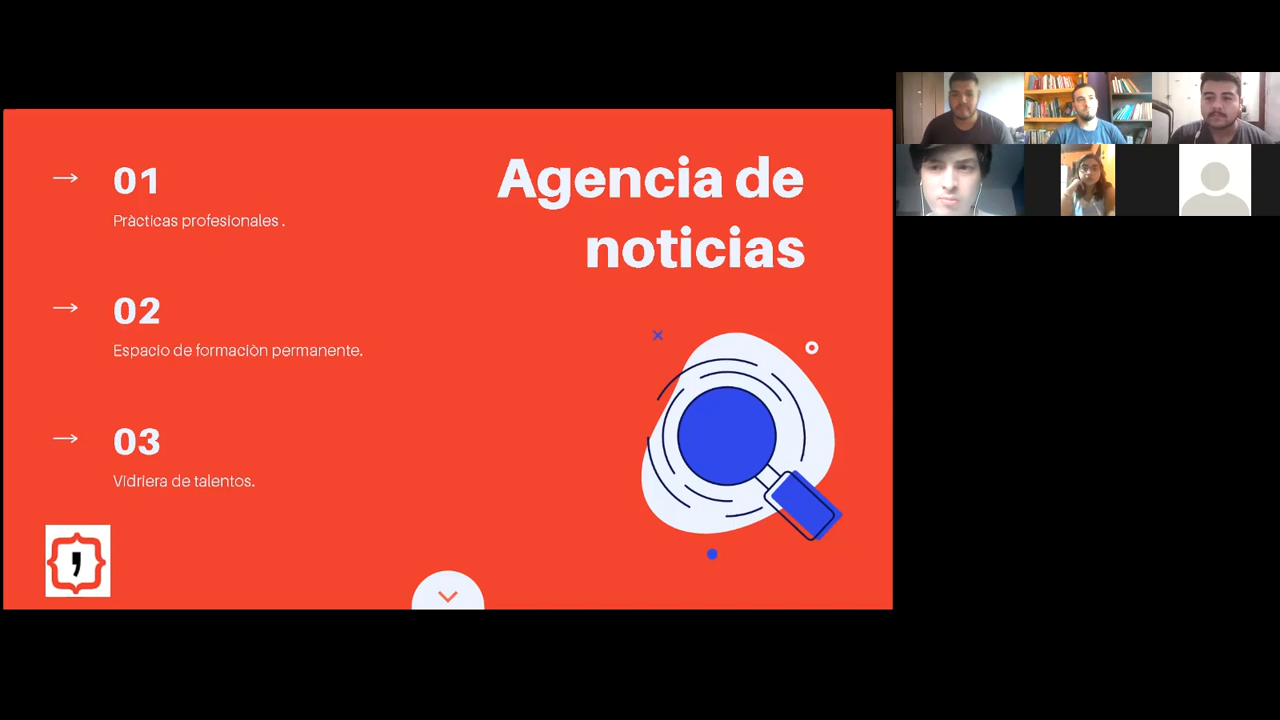 Agencia de
noticias
01
Pràcticas profesionales .
02
Espacio de formaciòn permanente.
03
Vidriera de talentos.